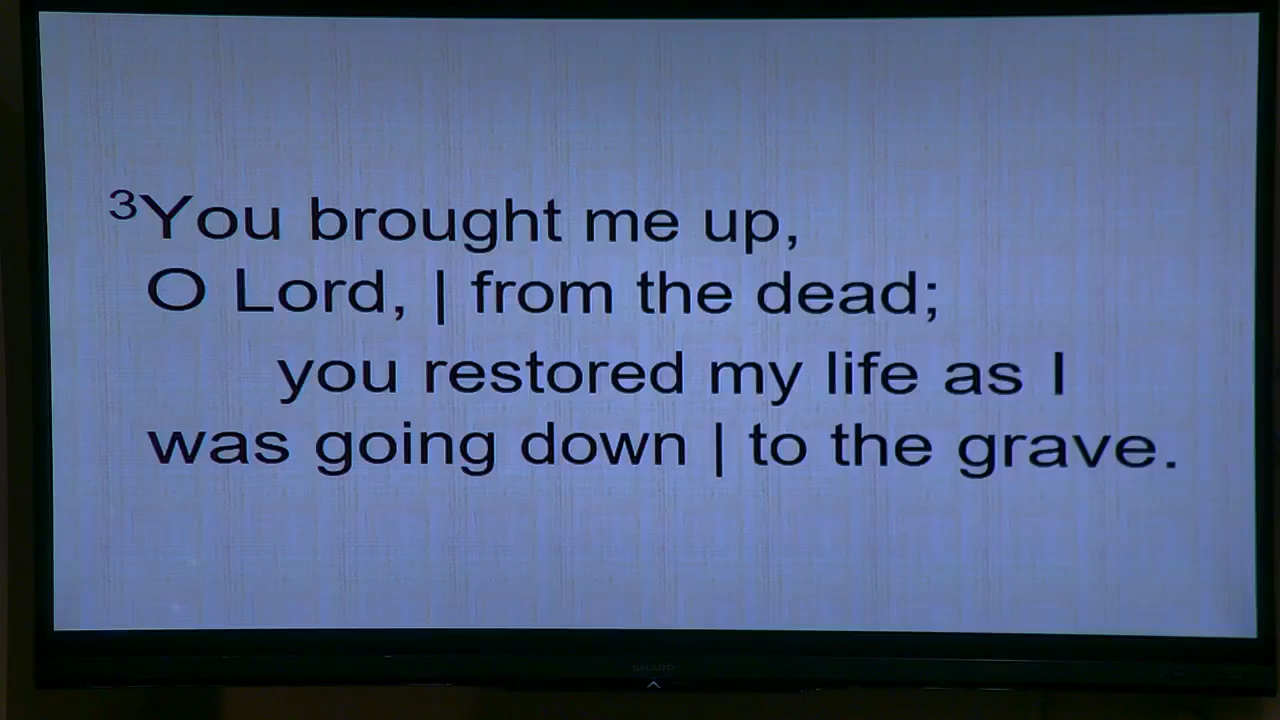 ³You brought me up,
O Lord, | from the dead;
you restored my life as I
was going down | to the grave.
SHARP